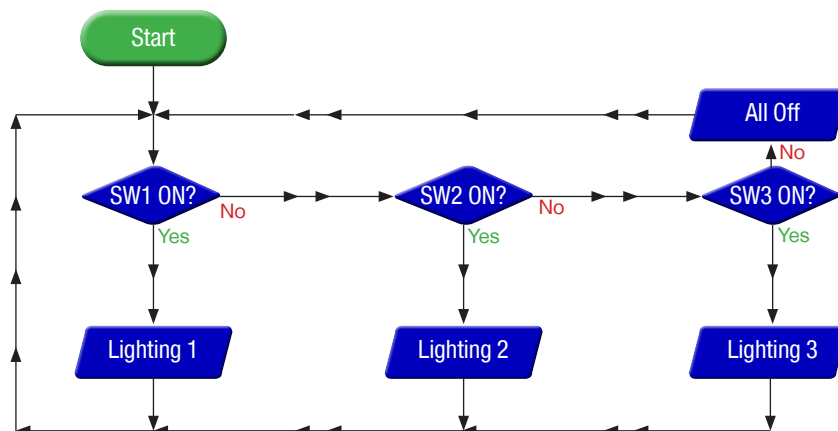 Start
All Off
No
SW1 ON?
No
Yes
SW2 ON?
No
Yes
SW3 ON?
Yes
Lighting 1
Lighting 2
Lighting 3